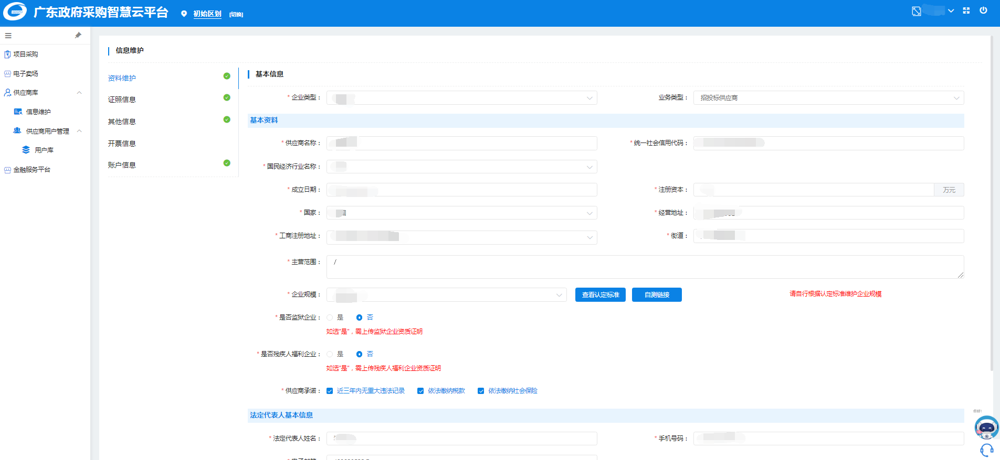 广东政府采购智慧云平台
初始区划 [切换]
项目采购
电子卖场
供应商库
信息维护
供应商用户管理
用户库
金融服务平台
信息维护
资料维护
证照信息
其他信息
开票信息
账户信息
基本信息
* 企业类型：
业务类型： 招投标供应商
基本资料
* 供应商名称：
* 统一社会信用代码：
* 国民经济行业名称：
* 成立日期：
* 注册资本： 万元
* 国家：
* 经营地址：
* 工商注册地址：
* 街道：
* 主营范围： /
* 企业规模： 查看认定标准 自测链接 请自行根据认定标准维护企业规模
* 是否监狱企业： 是 否
如选"是"，需上传监狱企业资质证明
* 是否残疾人福利企业： 是 否
如选"是"，需上传残疾人福利企业资质证明
* 供应商承诺： 近三年内无重大违法记录 依法缴纳税款 依法缴纳社会保险
法定代表人基本信息
* 法定代表人姓名：
* 手机号码：
你好!